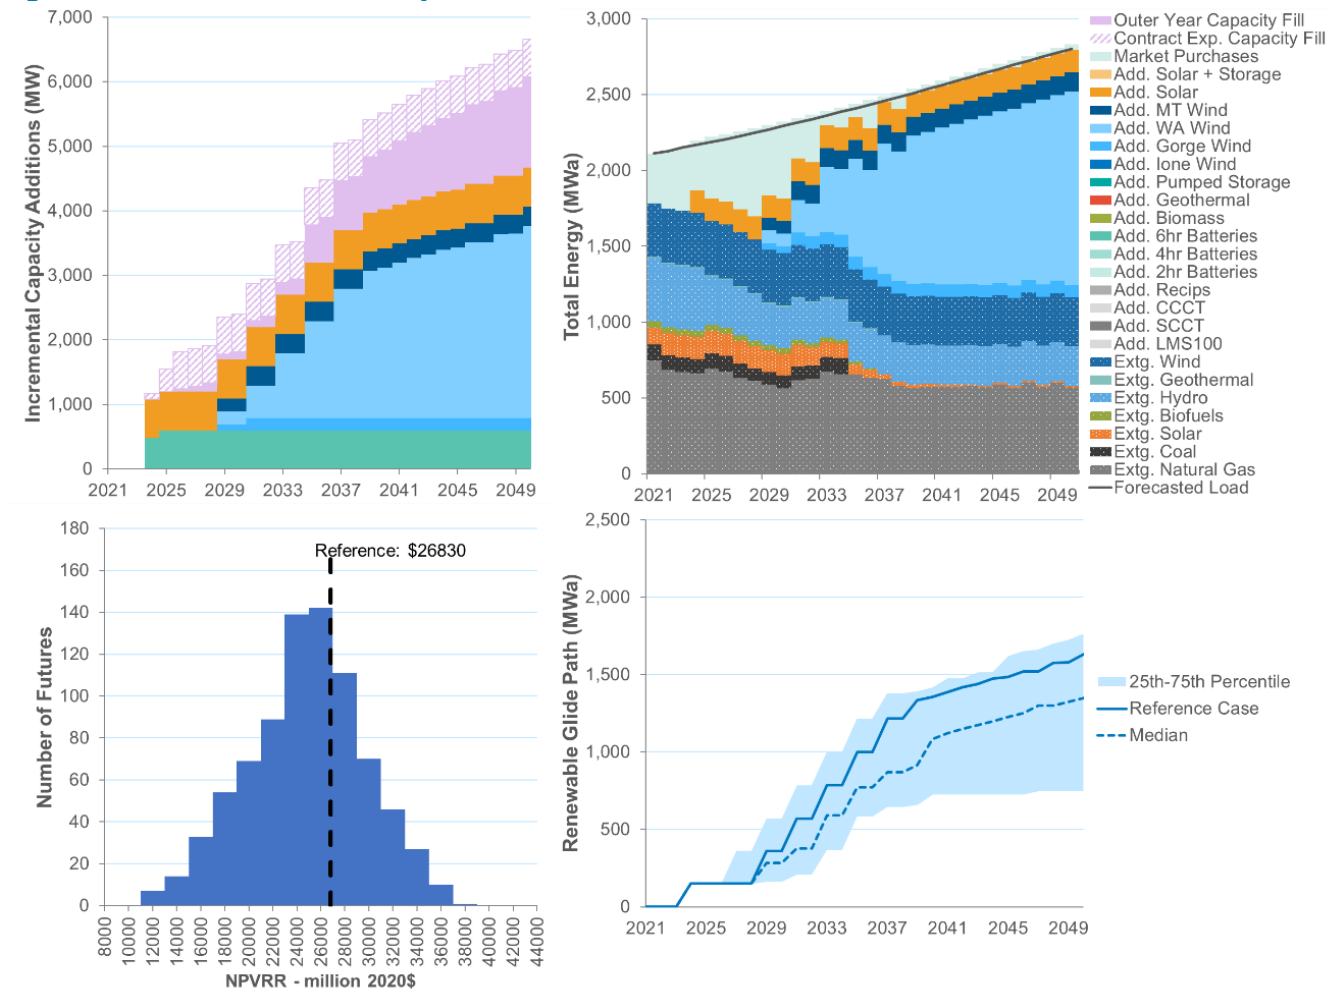 7,000
6,000
5,000
4,000
3,000
2,000
1,000
0
Incremental Capacity Additions (MW)
2021 2025 2029 2033 2037 2041 2045 2049
3,000
2,500
2,000
1,500
1,000
500
0
Total Energy (MWa)
2021 2025 2029 2033 2037 2041 2045 2049
Outer Year Capacity Fill
Contract Exp. Capacity Fill
Market Purchases
Add. Solar + Storage
Add. Solar
Add. MT Wind
Add. WA Wind
Add. Gorge Wind
Add. Ione Wind
Add. Pumped Storage
Add. Geothermal
Add. Biomass
Add. 6hr Batteries
Add. 4hr Batteries
Add. 2hr Batteries
Add. Recips
Add. CCCT
Add. SCCT
Add. LMS100
Extg. Wind
Extg. Geothermal
Extg. Hydro
Extg. Biofuels
Extg. Solar
Extg. Coal
Extg. Natural Gas
Forecasted Load
180
160
140
120
100
80
60
40
20
0
Number of Futures
Reference: $26830
8000 10000 12000 14000 16000 18000 20000 22000 24000 26000 28000 30000 32000 34000 36000 38000 40000 42000 44000
NPVRR - million 2020$
2,500
2,000
1,500
1,000
500
0
Renewable Glide Path (MWa)
2021 2025 2029 2033 2037 2041 2045 2049
25th-75th Percentile
Reference Case
Median